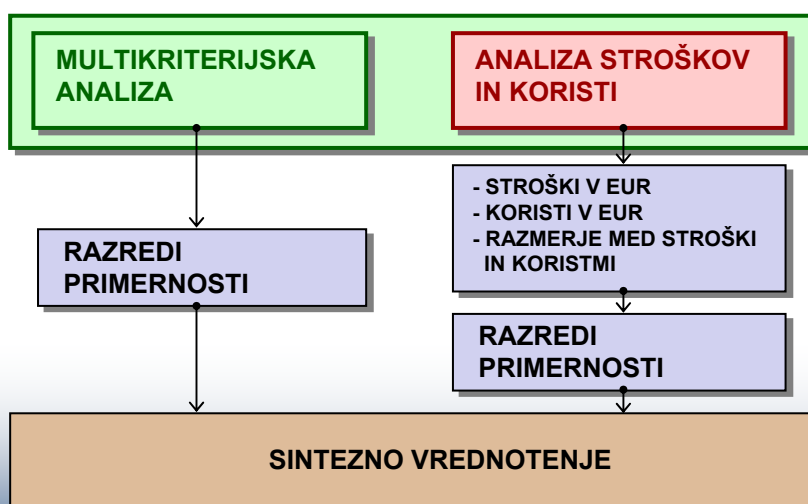 MULTIKRITERIJSKA
ANALIZA
ANALIZA STROŠKOV
IN KORISTI
- STROŠKI V EUR
- KORISTI V EUR
- RAZMERJE MED STROŠKI
IN KORISTMI
RAZREDI
PRIMERNOSTI
RAZREDI
PRIMERNOSTI
SINTEZNO VREDNOTENJE